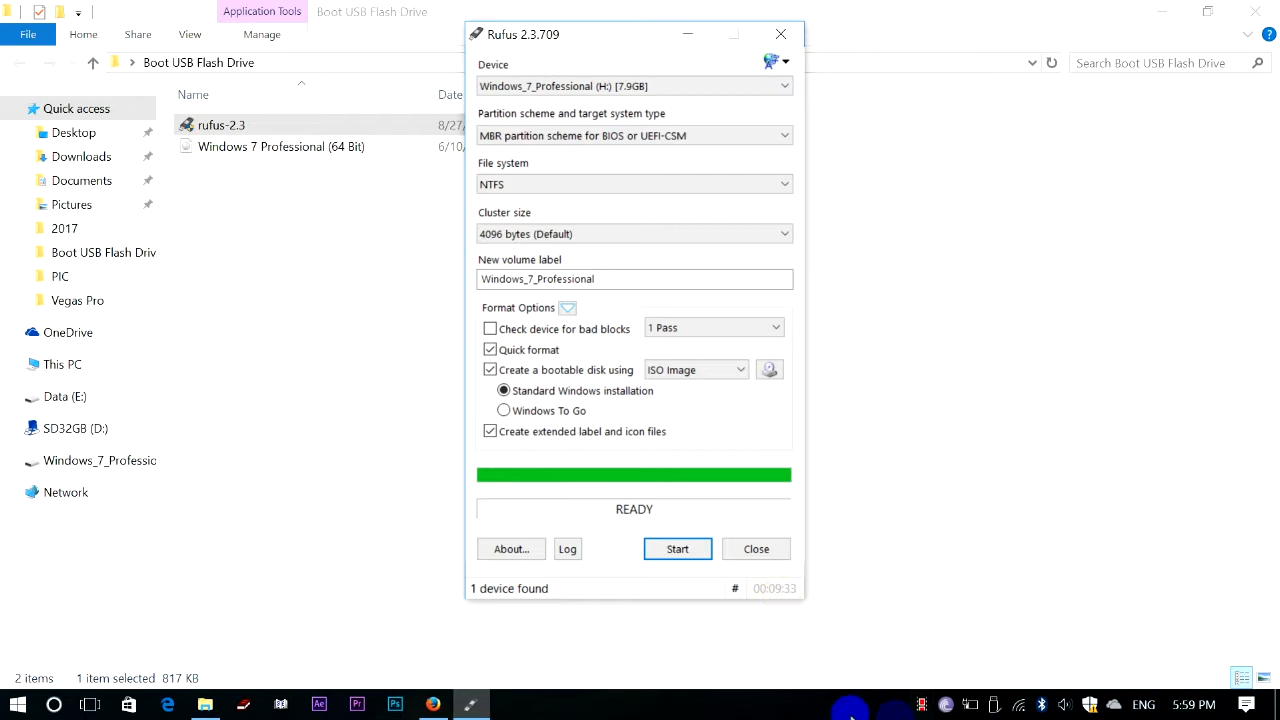 Application Tools
Boot USB Flash Drive
File
Home
Share
View
Manage
Boot USB Flash Drive
Search Boot USB Flash Drive
Quick access
Desktop
Downloads
Documents
Pictures
2017
Boot USB Flash Driv
PIC
Vegas Pro
OneDrive
This PC
Data (E:)
SD32GB (D:)
Windows_7_Professio
Network
Name
Date
rufus-2.3
8/27/
Windows 7 Professional (64 Bit)
6/10/
Rufus 2.3.709
Device
Windows_7_Professional (H:) [7.9GB]
Partition scheme and target system type
MBR partition scheme for BIOS or UEFI-CSM
File system
NTFS
Cluster size
4096 bytes (Default)
New volume label
Windows_7_Professional
Format Options
Check device for bad blocks
1 Pass
Quick format
Create a bootable disk using
ISO Image
Standard Windows installation
Windows To Go
Create extended label and icon files
READY
About...
Log
Start
Close
1 device found
#
00:09:33
2 items
1 item selected 817 KB
Ae
Pr
Ps
ENG
5:59 PM